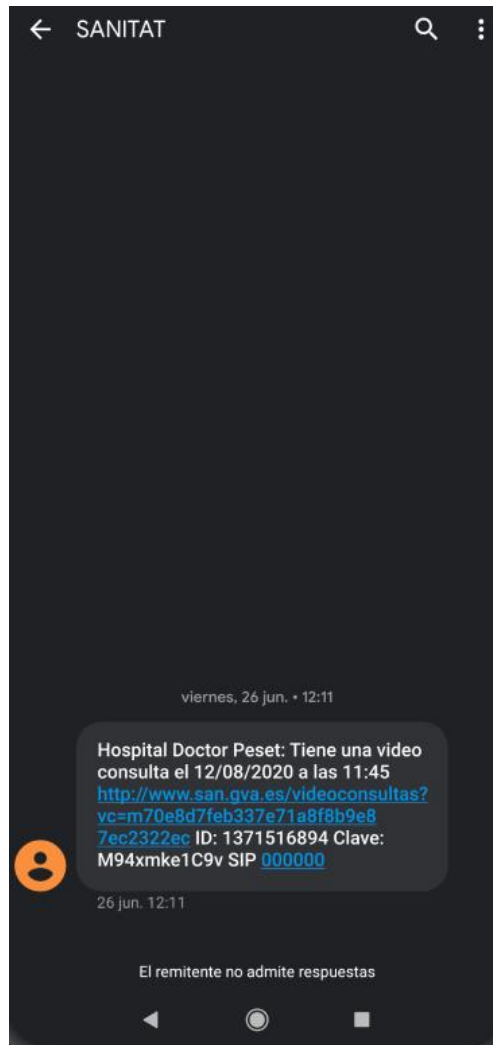 SANITAT
viernes, 26 jun. • 12:11
Hospital Doctor Peset: Tiene una video
consulta el 12/08/2020 a las 11:45
http://www.san.gva.es/videoconsultas?
vc=m70e8d7feb337e71a8f8b9e8
7ec2322ec ID: 1371516894 Clave:
M94xmke1C9v SIP 000000
26 jun. 12:11
El remitente no admite respuestas